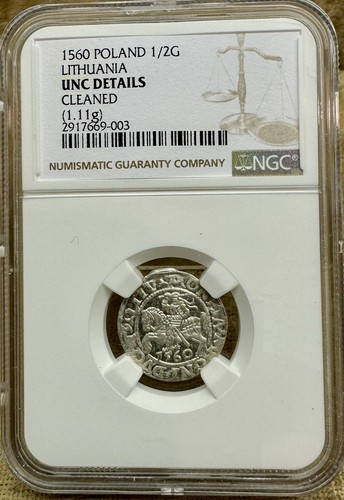 1560 POLAND 1/2G
LITHUANIA
UNC DETAILS
CLEANED
(1.11g)
2917669-003
NUMISMATIC GUARANTY COMPANY
NGC®
1560